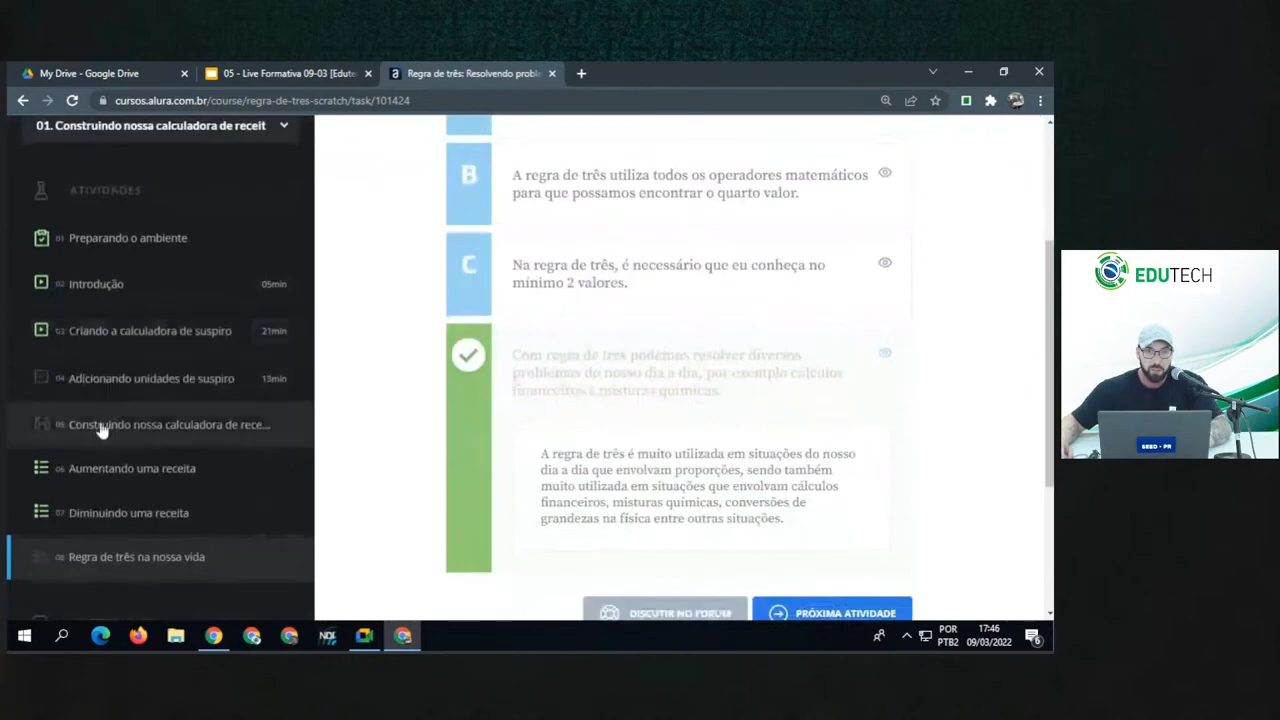 My Drive - Google Drive
05 - Live Formativa 09-03 [Edute
Regra de três: Resolvendo probl
cursos.alura.com.br/course/regra-de-tres-scratch/task/101424
01. Construindo nossa calculadora de receit
ATIVIDADES
01 Preparando o ambiente
02 Introdução 05min
03 Criando a calculadora de suspiro 21min
04 Adicionando unidades de suspiro 13min
05 Construindo nossa calculadora de rece...
06 Aumentando uma receita
07 Diminuindo uma receita
08 Regra de três na nossa vida
B
A regra de três utiliza todos os operadores matemáticos
para que possamos encontrar o quarto valor.
C
Na regra de três, é necessário que eu conheça no
mínimo 2 valores.
Com regra de três podemos resolver diversos
problemas do nosso dia a dia, por exemplo cálculos
financeiros e misturas químicas.
A regra de três é muito utilizada em situações do nosso
dia a dia que envolvam proporções, sendo também
muito utilizada em situações que envolvam cálculos
financeiros, misturas químicas, conversões de
grandezas na física entre outras situações.
DISCUTIR NO FORUM
PRÓXIMA ATIVIDADE
EDUTECH
SEED - PR
NDI
POR
PTB2
17:46
09/03/2022
6